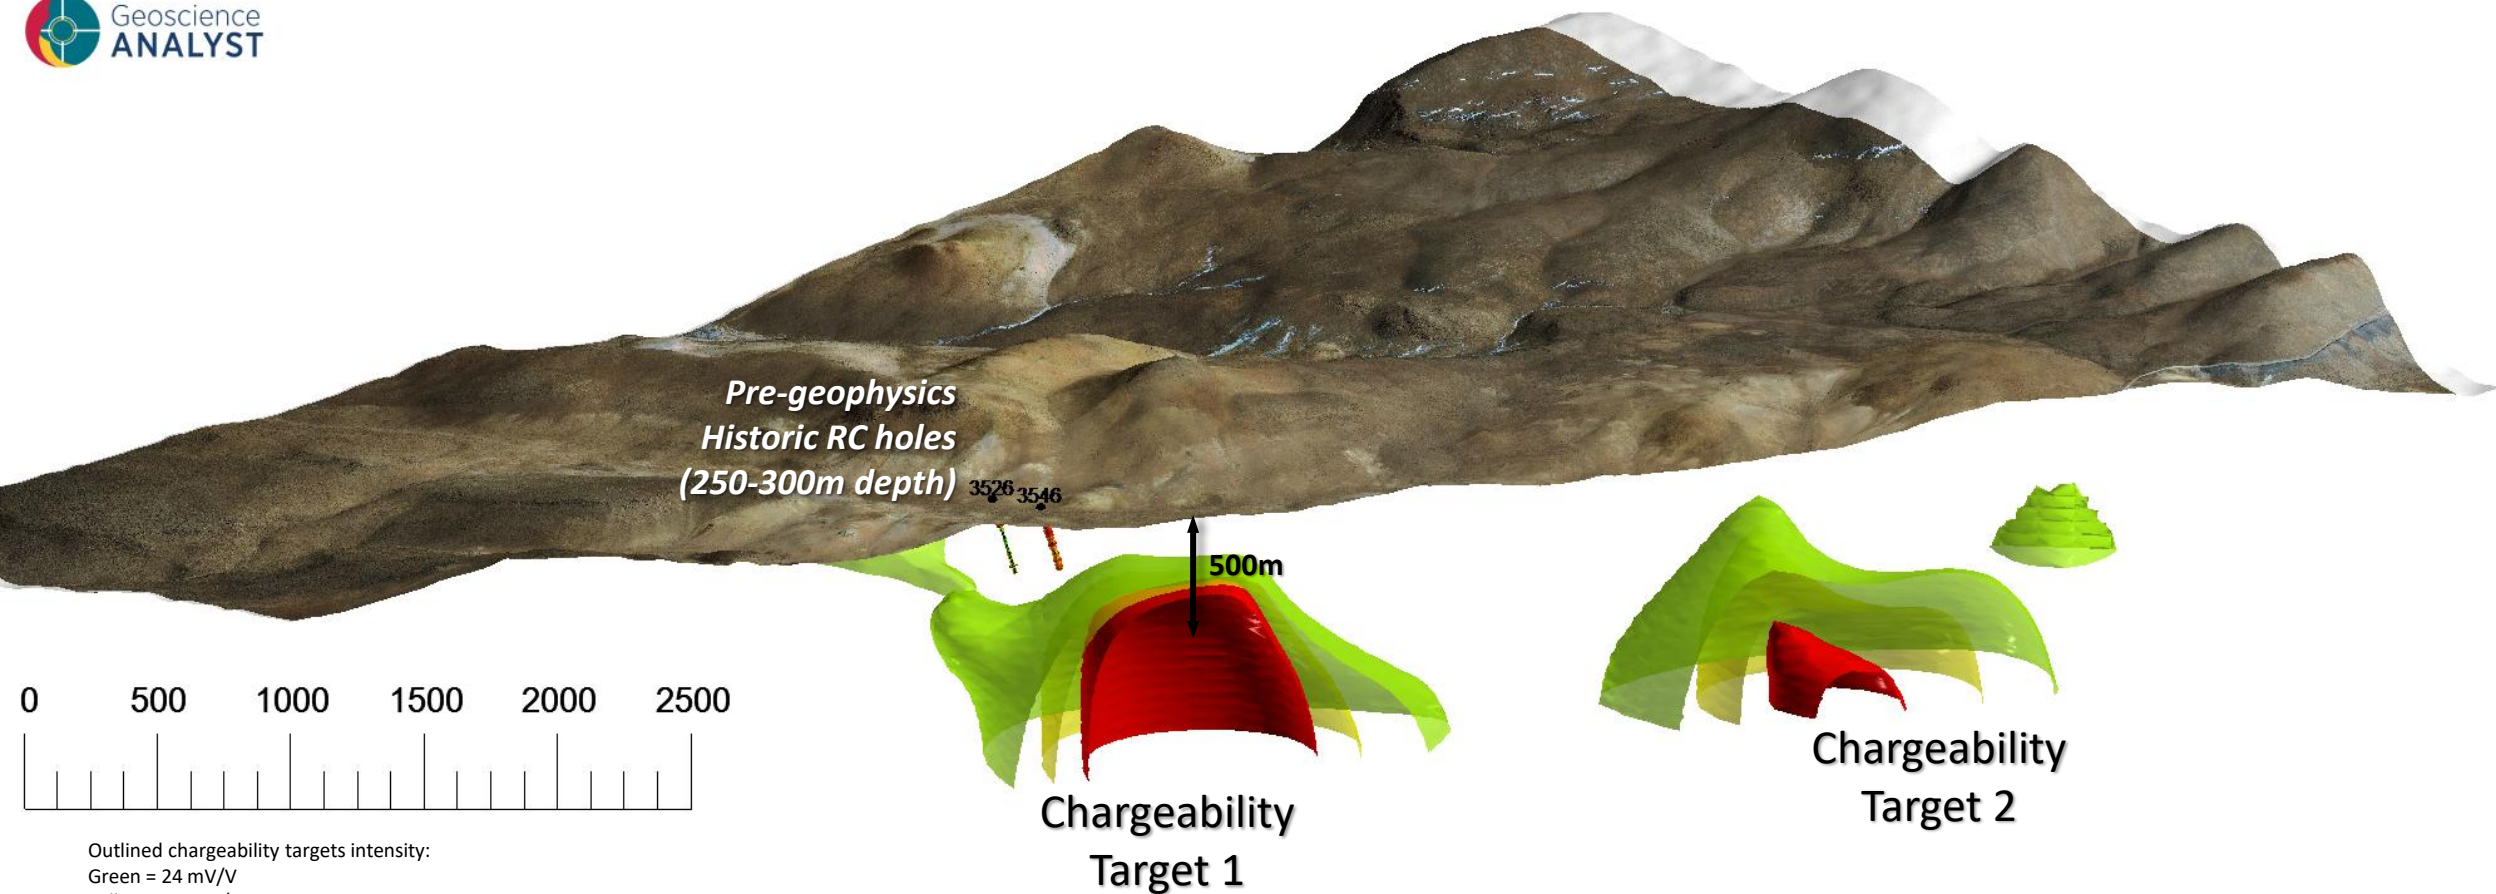 Geoscience
ANALYST
Pre-geophysics
Historic RC holes
(250-300m depth)
3526 3546
500m
0 500 1000 1500 2000 2500
Chargeability
Target 1
Chargeability
Target 2
Outlined chargeability targets intensity:
Green = 24 mV/V